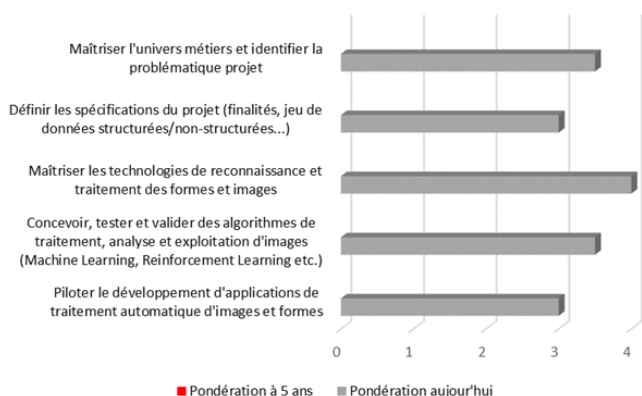 Maîtriser l'univers métiers et identifier la
problématique projet
Définir les spécifications du projet (finalités, jeu de
données structurées/non-structurées...)
Maîtriser les technologies de reconnaissance et
traitement des formes et images
Concevoir, tester et valider des algorithmes de
traitement, analyse et exploitation d'images
(Machine Learning, Reinforcement Learning etc.)
Piloter le développement d'applications de
traitement automatique d'images et formes
0 1 2 3 4
Pondération à 5 ans Pondération aujour'hui